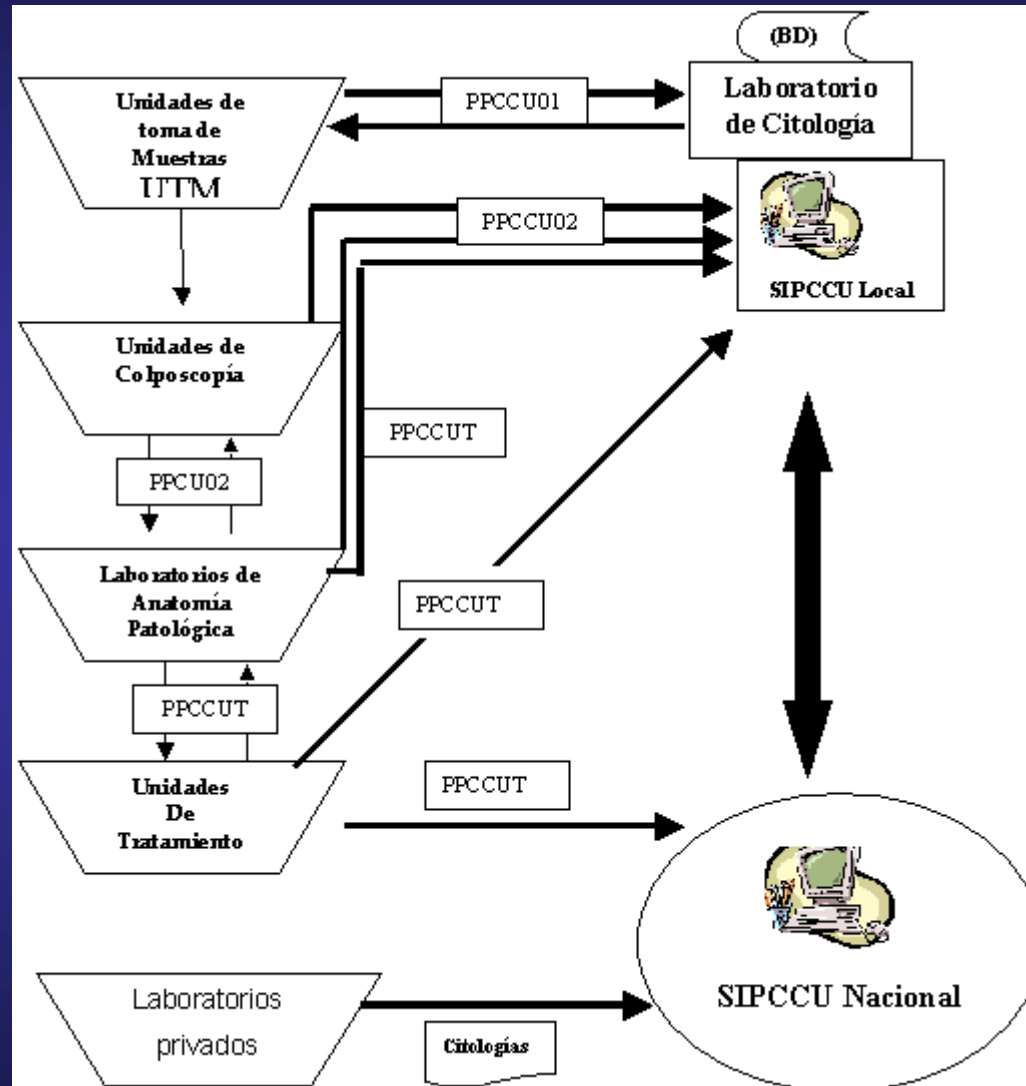 (BD)
Unidades de
toma de
Muestras
UTM
PPCCU01
Laboratorio
de Citología
PPCCU02
SIPCCU Local
Unidades de
Colposcopía
PPCCUT
PPCU02
Laboratorios de
Anatomía
Patológica
PPCCUT
PPCCUT
Unidades
De
Tratamiento
PPCCUT
SIPCCU Nacional
Laboratorios
privados
Citologías